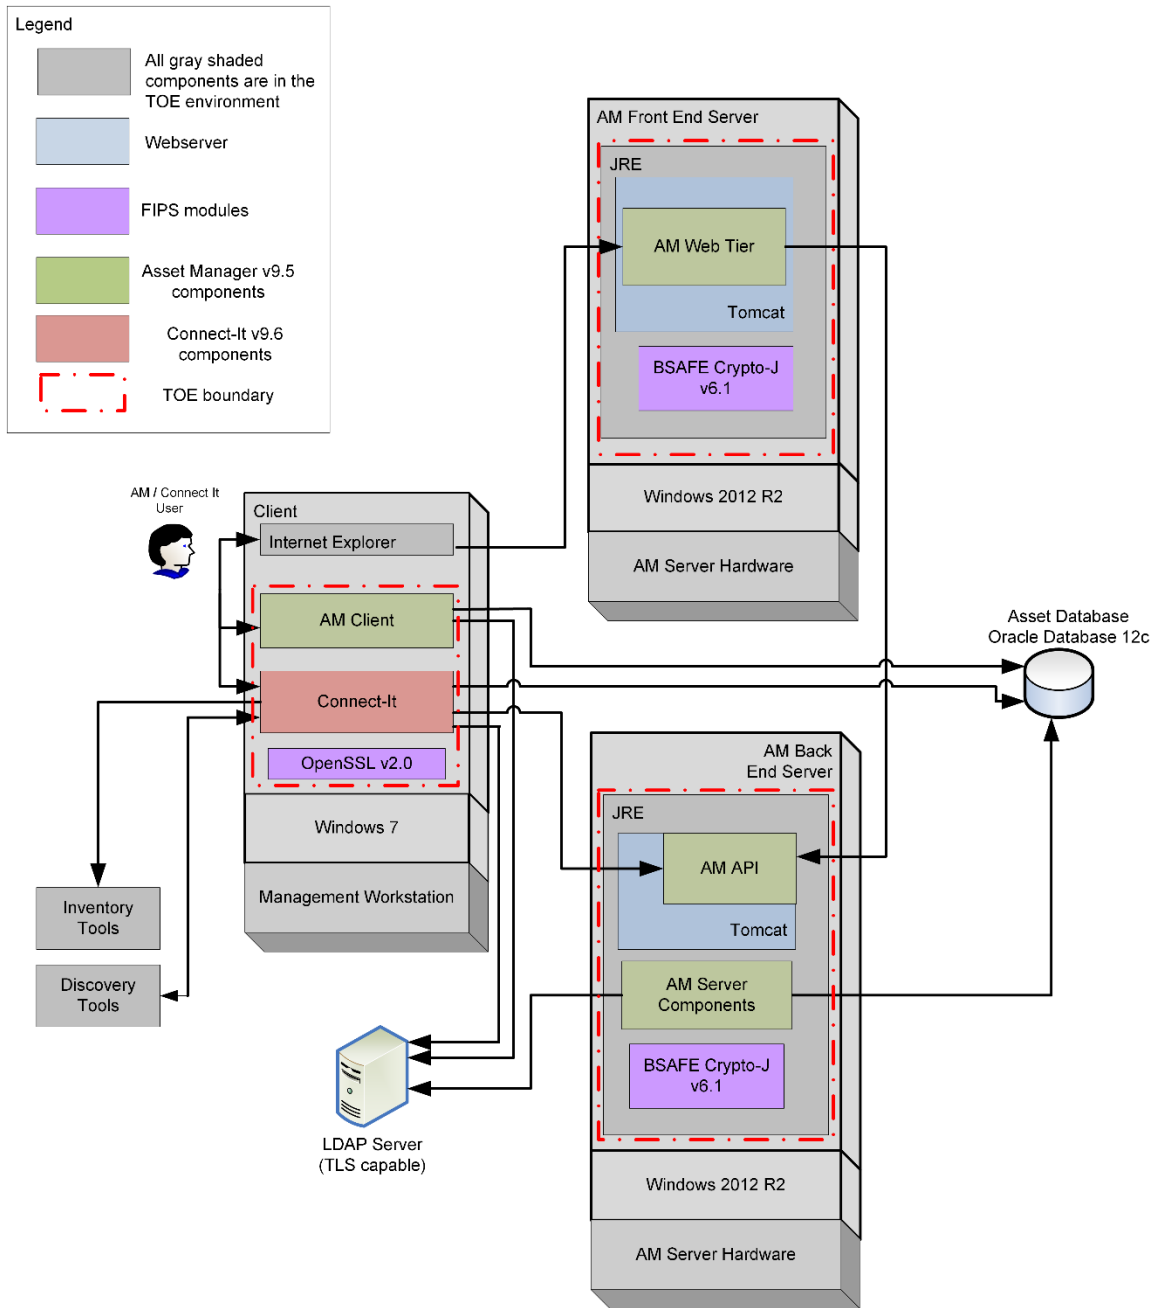 Legend
All gray shaded
components are in the
TOE environment
Webserver
FIPS modules
Asset Manager v9.5
components
Connect-It v9.6
components
TOE boundary
AM Front End Server
JRE
AM Web Tier
Tomcat
BSAFE Crypto-J
v6.1
Windows 2012 R2
AM Server Hardware
AM / Connect It
User
Client
Internet Explorer
AM Client
Connect-It
OpenSSL v2.0
Windows 7
Management Workstation
Asset Database
Oracle Database 12c
Inventory
Tools
Discovery
Tools
LDAP Server
(TLS capable)
AM Back
End Server
JRE
AM API
Tomcat
AM Server
Components
BSAFE Crypto-J
v6.1
Windows 2012 R2
AM Server Hardware